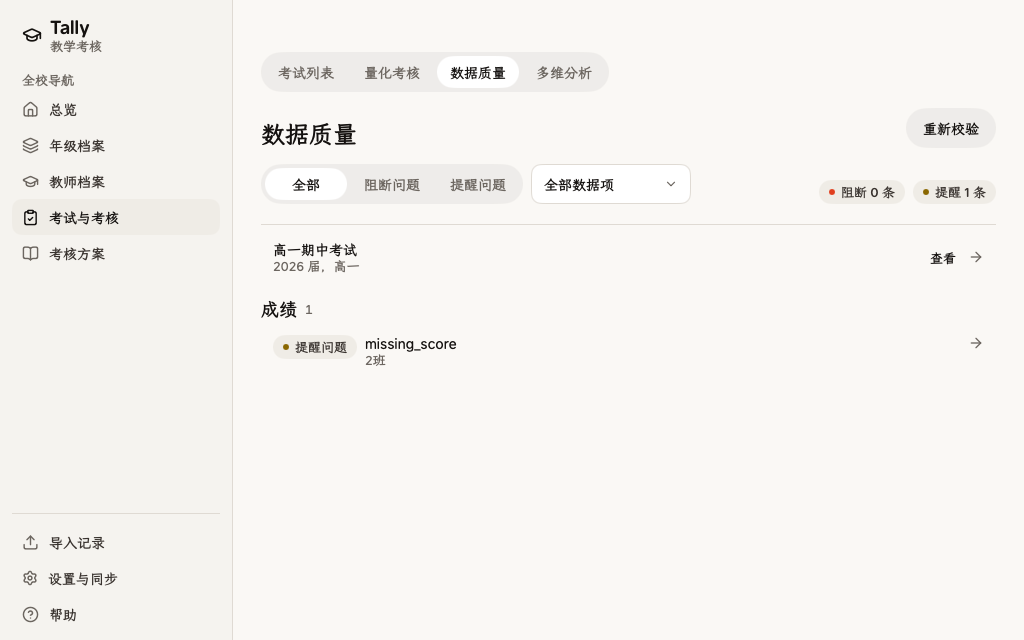 Tally
教学考核
全校导航
总览
年级档案
教师档案
考试与考核
考核方案
导入记录
设置与同步
帮助
考试列表
量化考核
数据质量
多维分析
数据质量
重新校验
全部
阻断问题
提醒问题
全部数据项
阻断 0 条
提醒 1 条
高一期中考试
2026 届，高一
查看
成绩 1
提醒问题
missing_score
2班